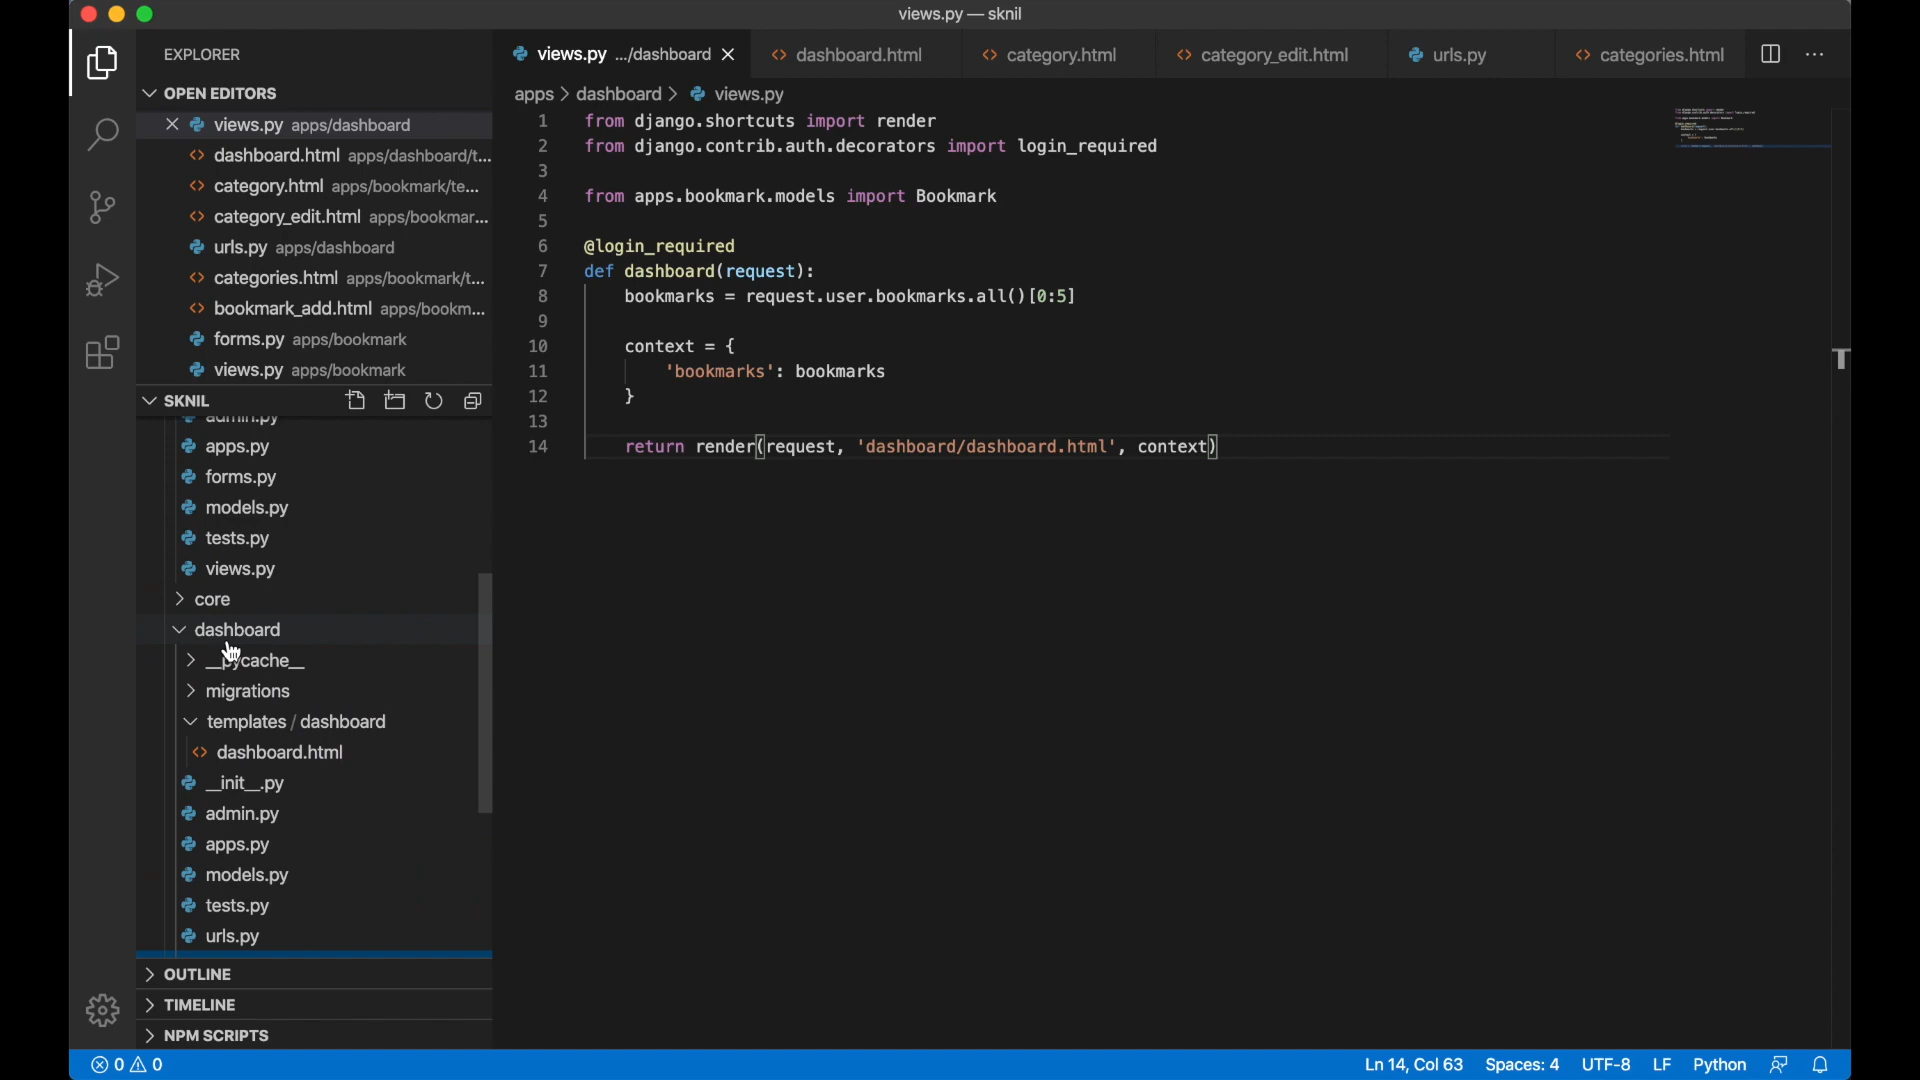 views.py — sknil
EXPLORER
OPEN EDITORS
views.py apps/dashboard
dashboard.html apps/dashboard/t...
category.html apps/bookmark/te...
category_edit.html apps/bookmar...
urls.py apps/dashboard
categories.html apps/bookmark/t...
bookmark_add.html apps/bookm...
forms.py apps/bookmark
views.py apps/bookmark
SKNIL
admin.py
apps.py
forms.py
models.py
tests.py
views.py
core
dashboard
__pycache__
migrations
templates / dashboard
dashboard.html
__init__.py
admin.py
apps.py
models.py
tests.py
urls.py
OUTLINE
TIMELINE
NPM SCRIPTS
views.py .../dashboard
dashboard.html
category.html
category_edit.html
urls.py
categories.html
apps > dashboard > views.py
1 from django.shortcuts import render
2 from django.contrib.auth.decorators import login_required
3
4 from apps.bookmark.models import Bookmark
5
6 @login_required
7 def dashboard(request):
8 bookmarks = request.user.bookmarks.all()[0:5]
9
10 context = {
11 'bookmarks': bookmarks
12 }
13
14 return render(request, 'dashboard/dashboard.html', context)
0 0
Ln 14, Col 63 Spaces: 4 UTF-8 LF Python